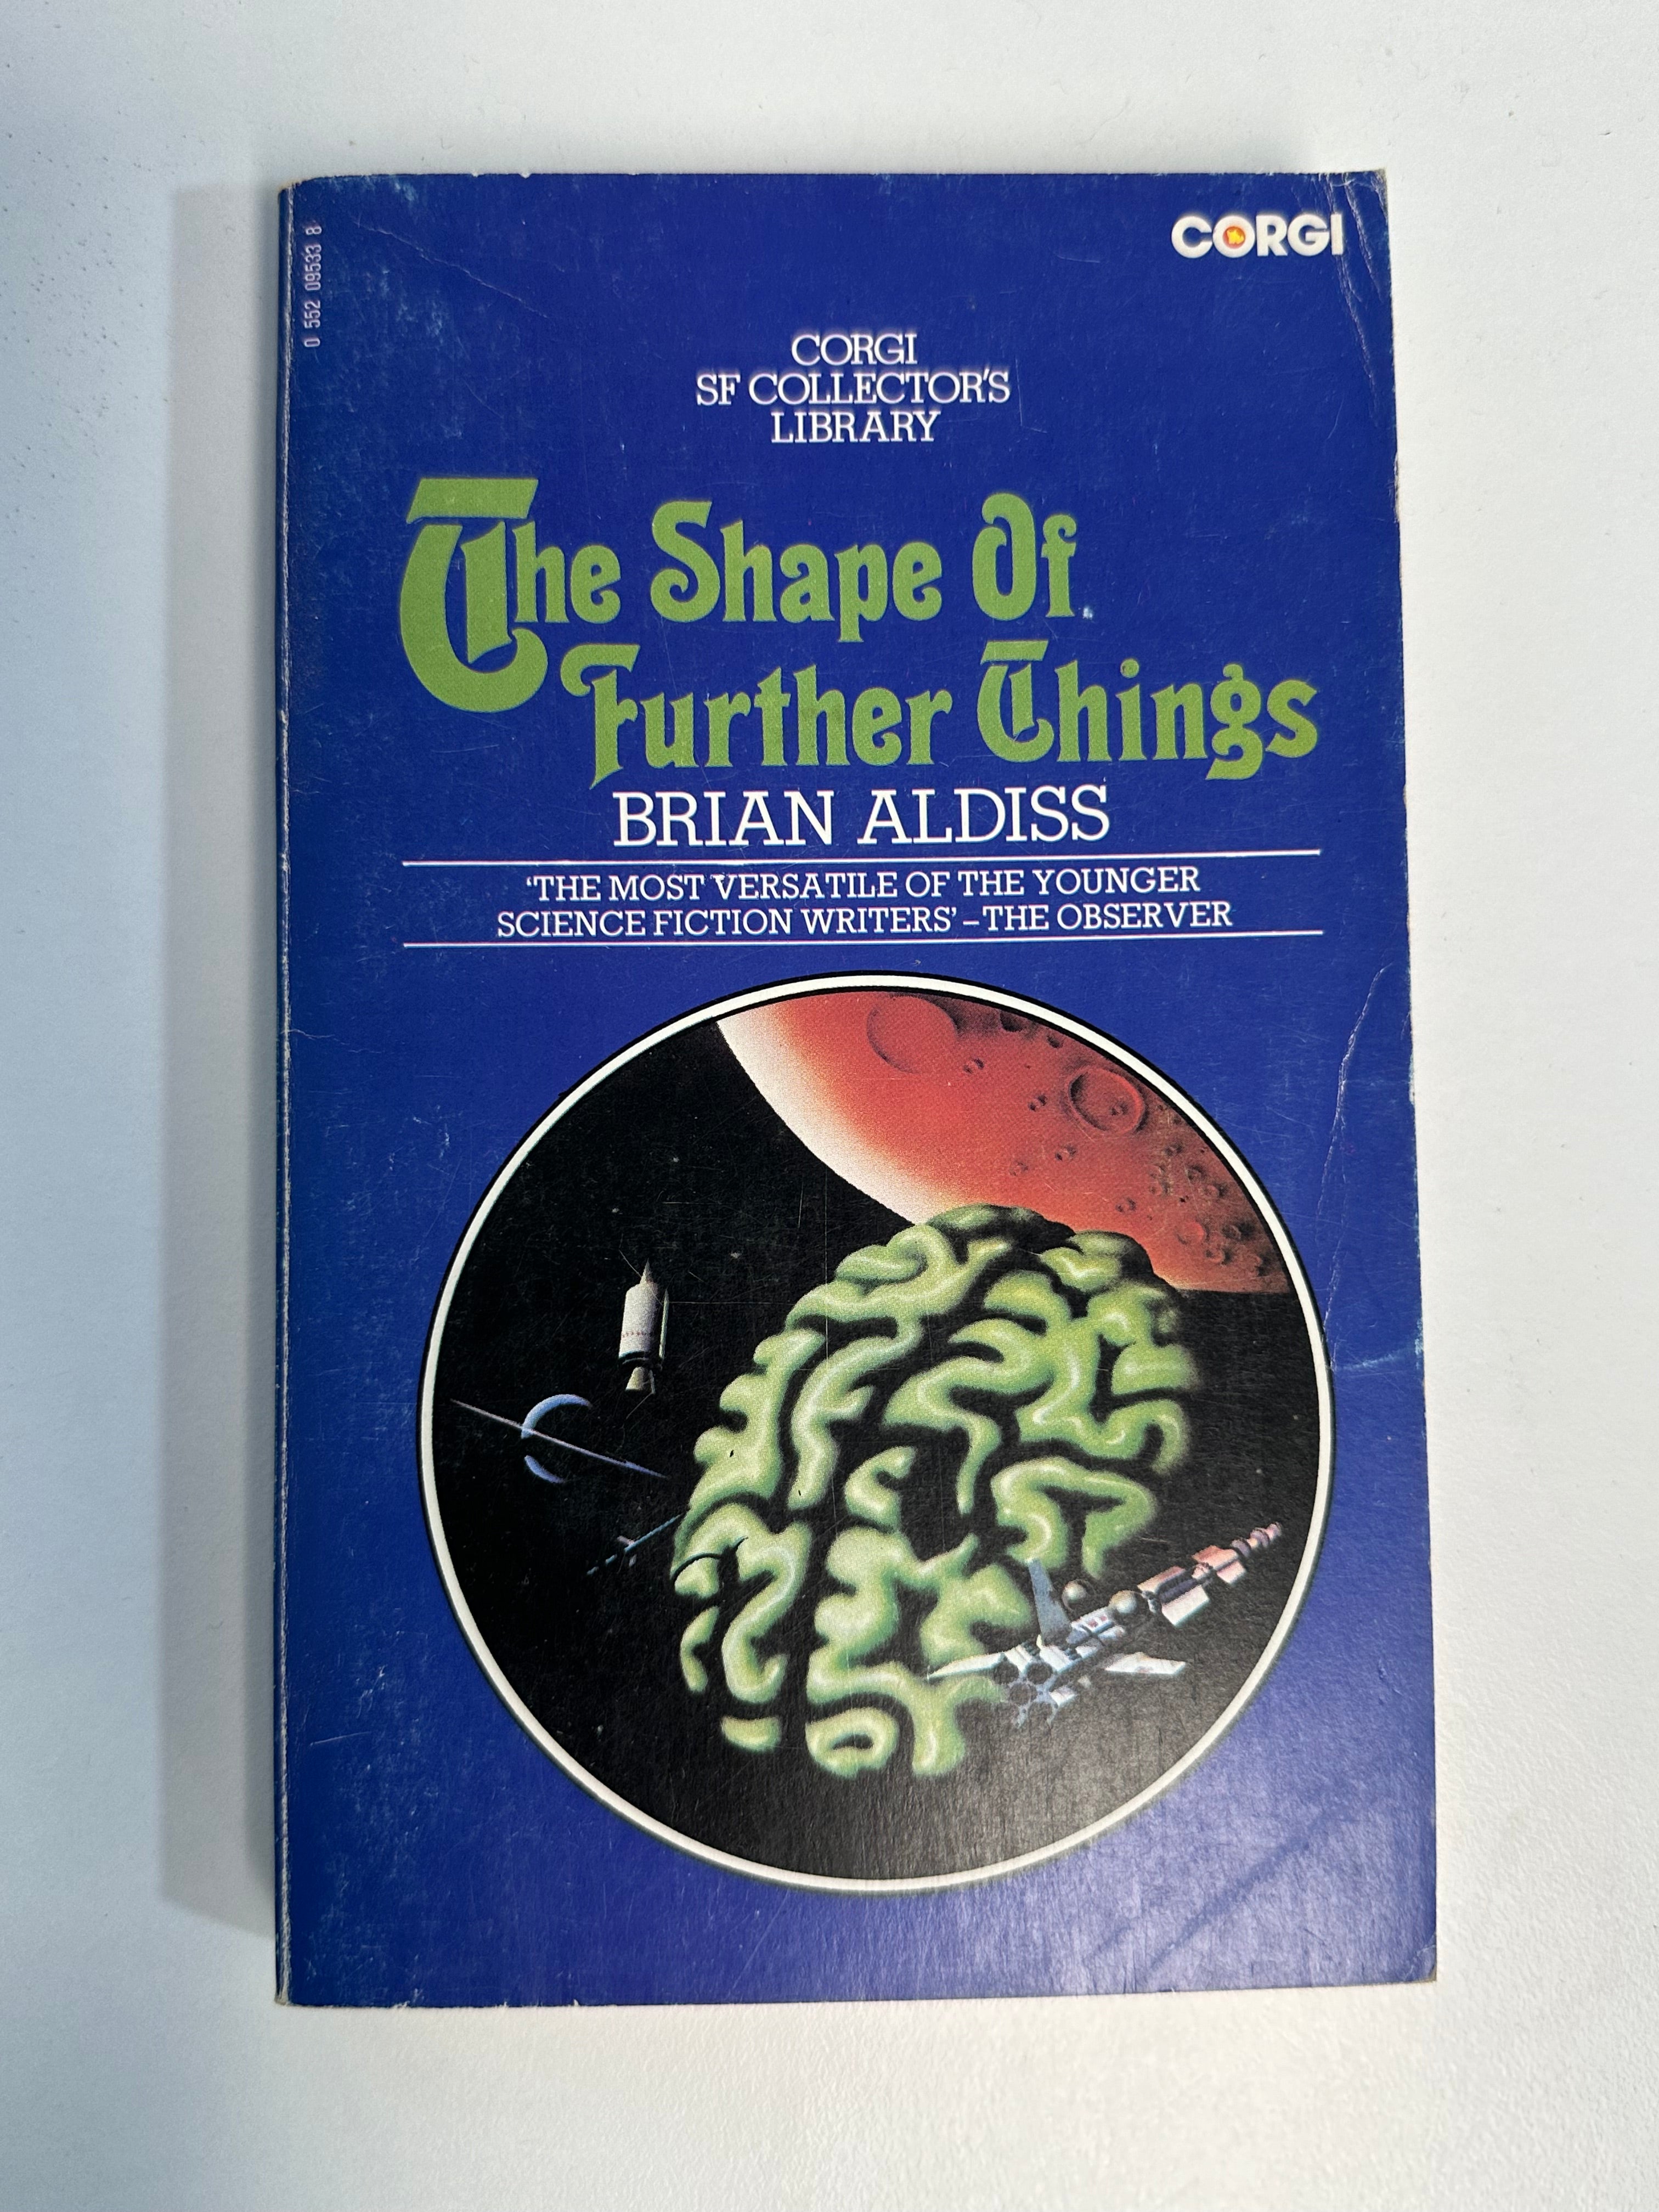 0 552 09533 8
CORGI
CORGI
SF COLLECTOR'S
LIBRARY
The Shape Of
Further Things
BRIAN ALDISS
‘THE MOST VERSATILE OF THE YOUNGER
SCIENCE FICTION WRITERS’–THE OBSERVER